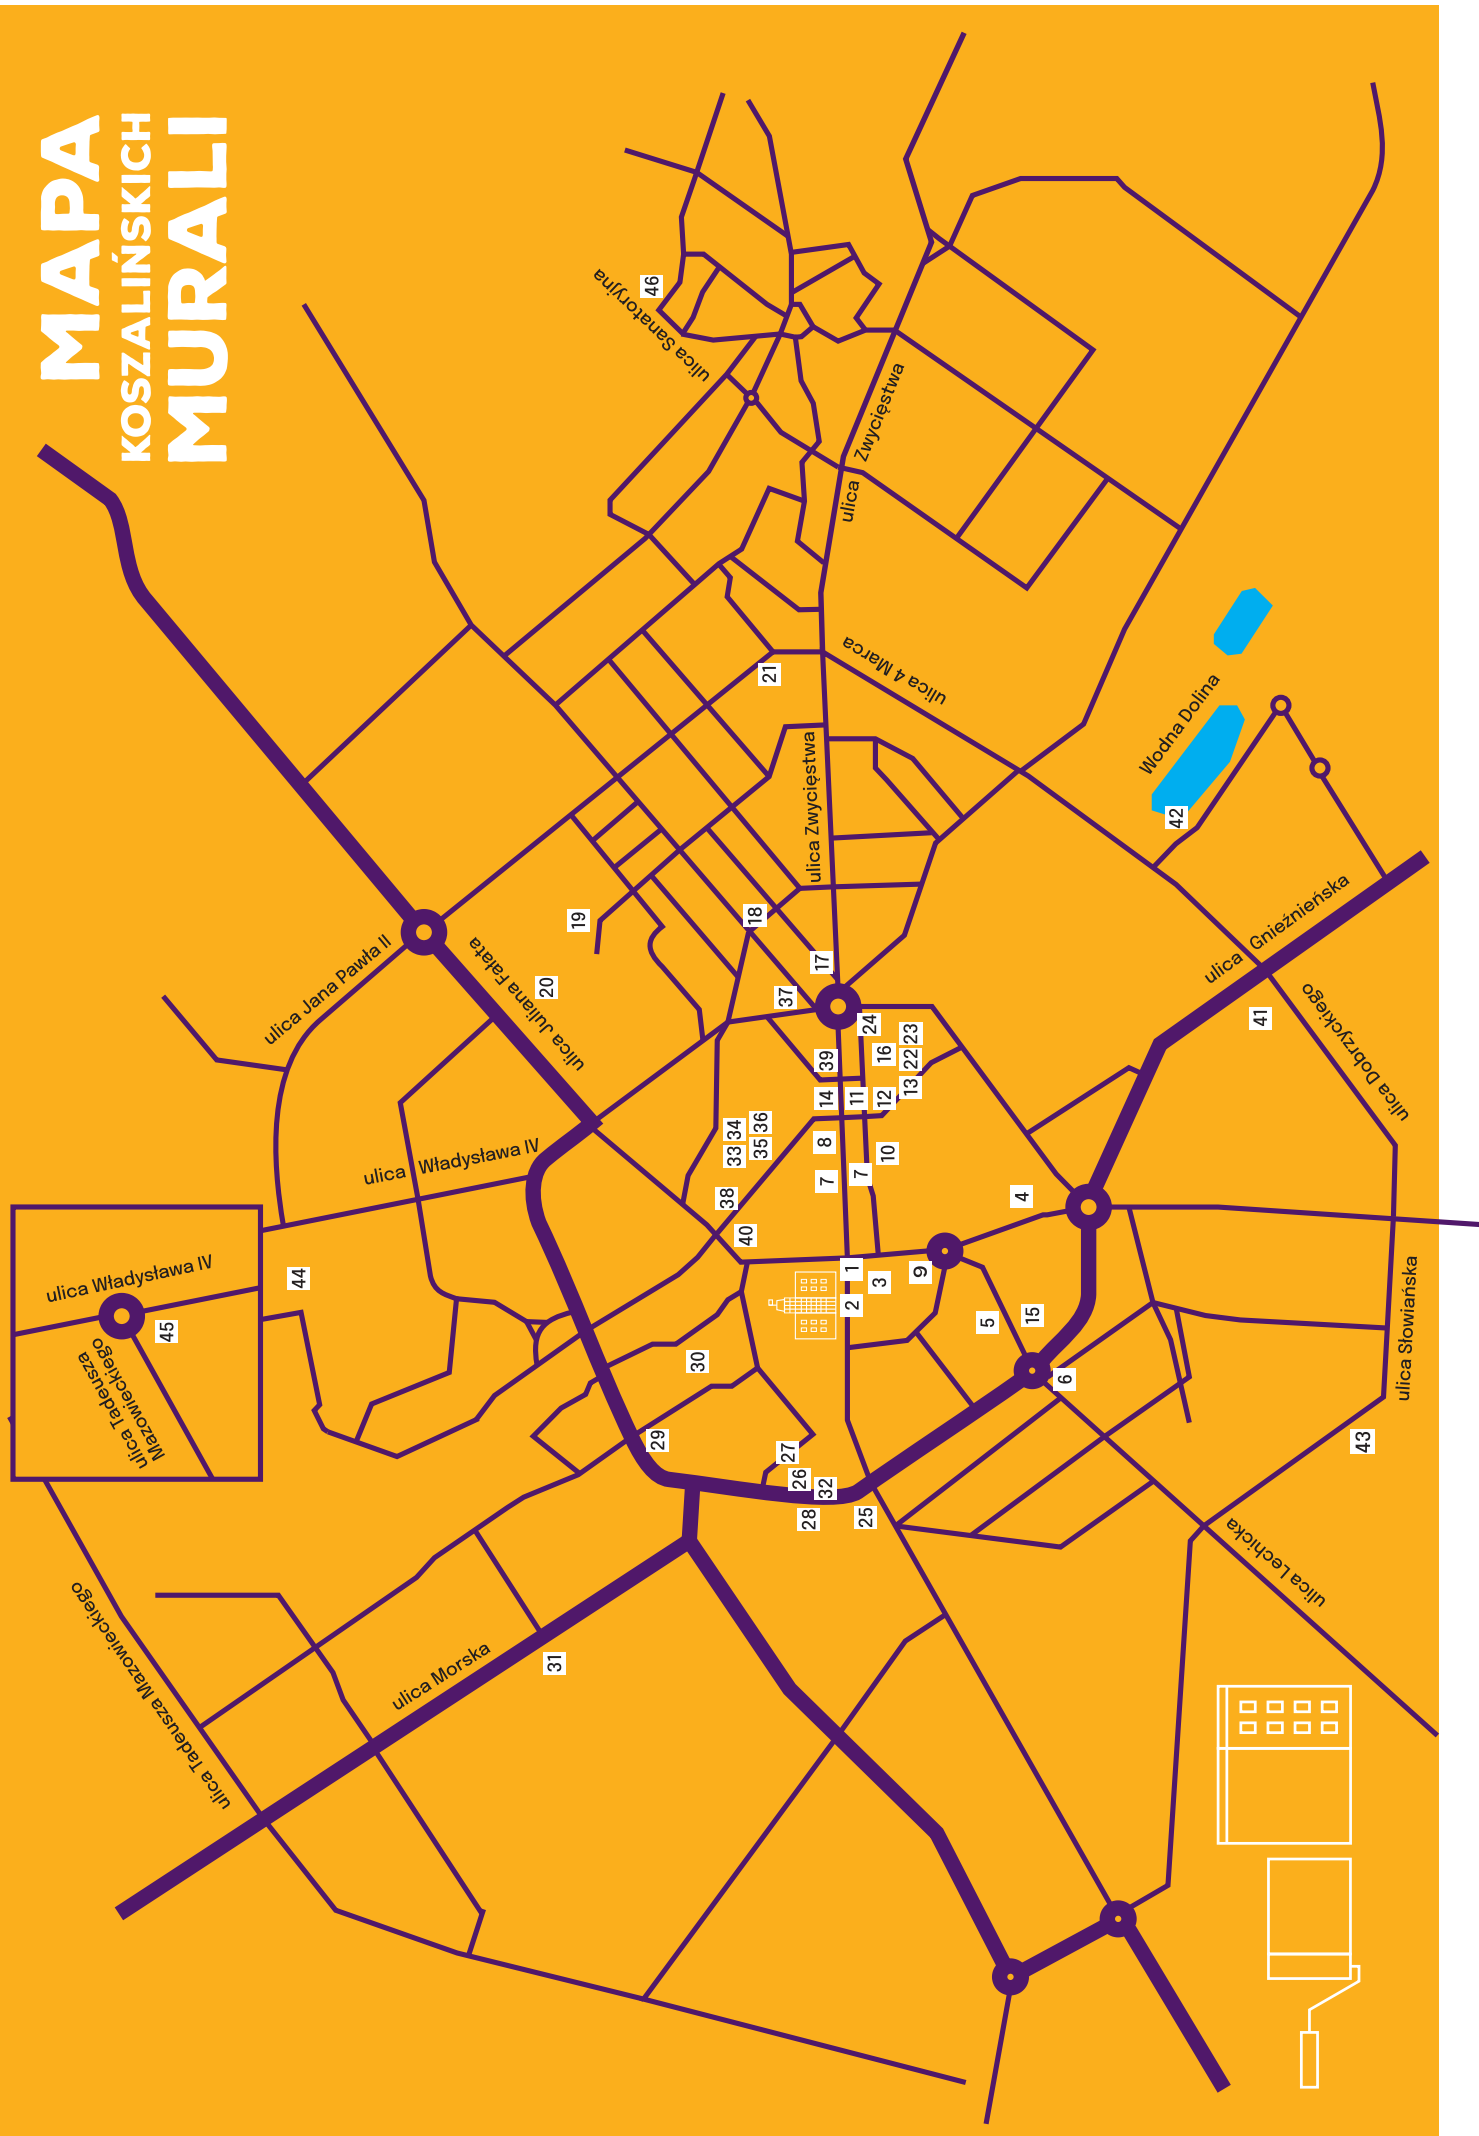 MAPA
KOSZALIŃSKICH
MURALI
ulica Władysława IV
45
ulica Tadeusza
Mazowieckiego
44
ulica Władysława IV
ulica Jana Pawła II
ulica Juliana Fałata
20
19
ulica Sanatoryjna
46
ulica Zwycięstwa
21
ulica 4 Marca
ulica Zwycięstwa
18
17
37
24
39
16
23
22
14
11
12
13
34
36
33
35
8
10
7
7
38
40
4
1
9
3
2
5
15
6
30
29
27
26
32
28
25
31
ulica Morska
ulica Tadeusza Mazowieckiego
Wodna Dolina
42
ulica Gnieźnieńska
41
ulica Dobrzyckiego
ulica Słowiańska
43
ulica Lechicka